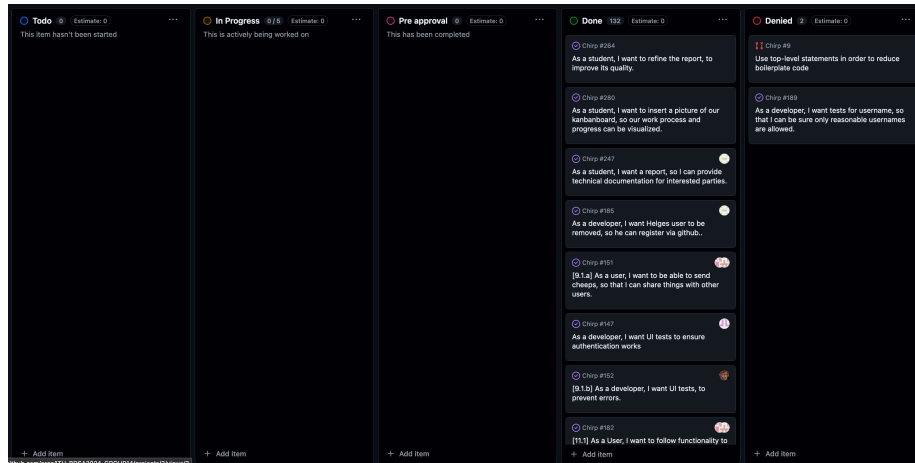 Todo 0 Estimate: 0 ...
This item hasn't been started
+ Add item
In Progress 0 / 5 Estimate: 0 ...
This is actively being worked on
+ Add item
Pre approval 0 Estimate: 0 ...
This has been completed
+ Add item
Done 132 Estimate: 0 ...
Chirp #264
As a student, I want to refine the report, to
improve its quality.
Chirp #280
As a student, I want to insert a picture of our
kanbanboard, so our work process and
progress can be visualized.
Chirp #247
As a student, I want a report, so I can provide
technical documentation for interested parties.
Chirp #185
As a developer, I want Helges user to be
removed, so he can register via github..
Chirp #151
[9.1.a] As a user, I want to be able to send
cheeps, so that I can share things with other
users.
Chirp #147
As a developer, I want UI tests to ensure
authentication works
Chirp #152
[9.1.b] As a developer, I want UI tests, to
prevent errors.
Chirp #182
[11.1] As a User, I want to follow functionality to
+ Add item
Denied 2 Estimate: 0 ...
Chirp #9
Use top-level statements in order to reduce
boilerplate code
Chirp #189
As a developer, I want tests for username, so
that I can be sure only reasonable usernames
are allowed.
+ Add item